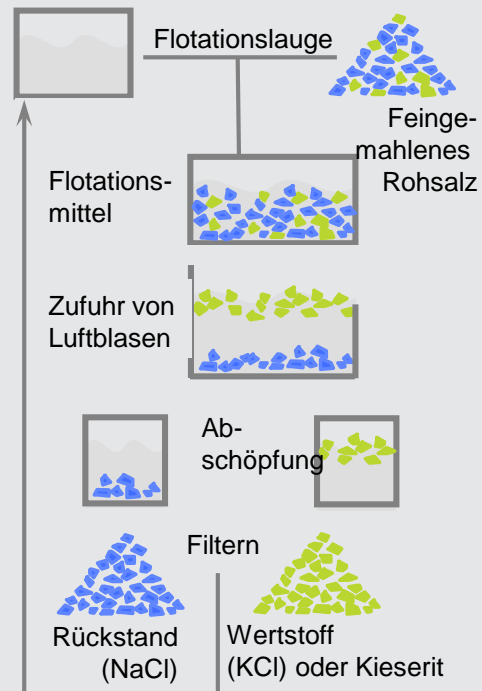 Flotationslauge
Feinge-
mahlenes
Rohsalz
Flotations-
mittel
Zufuhr von
Luftblasen
Ab-
schöpfung
Filtern
Rückstand
(NaCl)
Wertstoff
(KCl) oder Kieserit